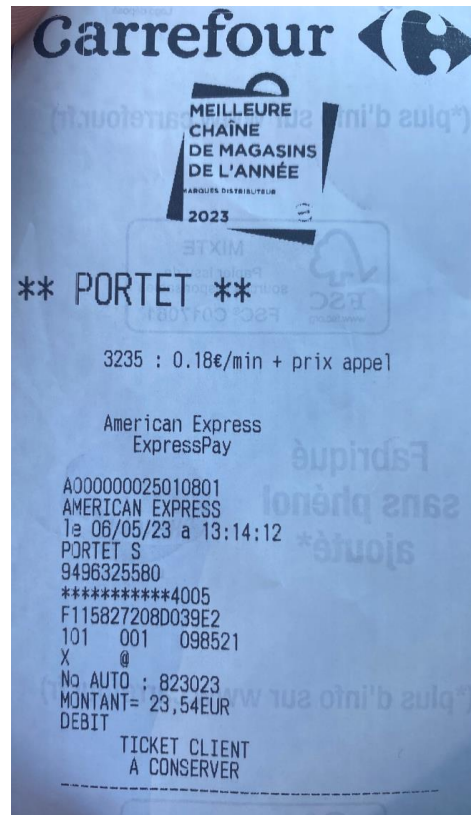 Carrefour
MEILLEURE
CHAÎNE
DE MAGASINS
DE L'ANNÉE
MARQUES DISTRIBUTEUR
2023
** PORTET **
3235 : 0.18€/min + prix appel
American Express
ExpressPay
A000000025010801
AMERICAN EXPRESS
le 06/05/23 a 13:14:12
PORTET S
9496325580
***********4005
F115827208D039E2
101 001 098521
X @
No AUTO : 823023
MONTANT= 23,54EUR
DEBIT
TICKET CLIENT
A CONSERVER